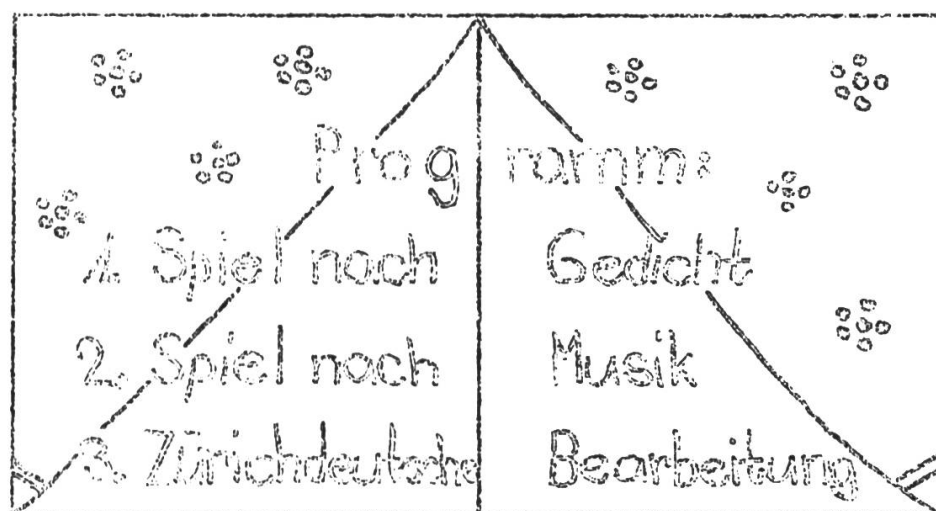 Programm:
1. Spiel nach Gedicht
2. Spiel nach Musik
3. Zürichdeutsche Bearbeitung